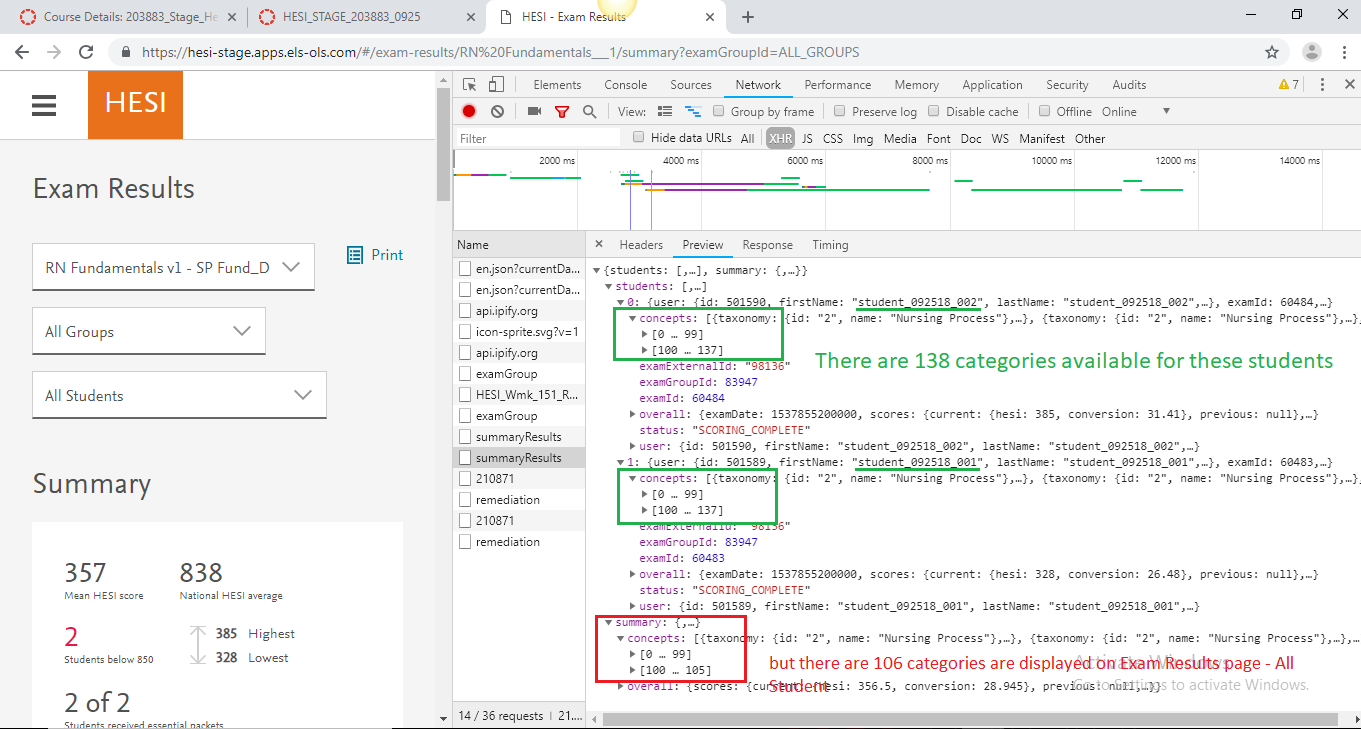 Course Details: 203883_Stage_He
HESI_STAGE_203883_0925
HESI - Exam Results
https://hesi-stage.apps.els-ols.com/#/exam-results/RN%20Fundamentals___1/summary?examGroupId=ALL_GROUPS
HESI
Exam Results
RN Fundamentals v1 - SP Fund_D
Print
All Groups
All Students
Summary
357 838
Mean HESI score National HESI average
2 385 Highest
Students below 850 328 Lowest
2 of 2
Students received essential packets
Elements Console Sources Network Performance Memory Application Security Audits 7
View: Group by frame Preserve log Disable cache Offline Online
Filter Hide data URLs All XHR JS CSS Img Media Font Doc WS Manifest Other
2000 ms 4000 ms 6000 ms 8000 ms 10000 ms 12000 ms 14000 ms
Name
en.json?currentDa...
en.json?currentDa...
api.ipify.org
icon-sprite.svg?v=1
api.ipify.org
examGroup
HESI_Wmk_151_R...
examGroup
summaryResults
summaryResults
210871
remediation
210871
remediation
14 / 36 requests | 21....
Headers Preview Response Timing
{students: [,…], summary: {,…}}
students: [,…]
0: {user: {id: 501590, firstName: "student_092518_002", lastName: "student_092518_002",…}, examId: 60484,…}
concepts: [{taxonomy: {id: "2", name: "Nursing Process"},…}, {taxonomy: {id: "2", name: "Nursing Process"},…},
[0 … 99]
[100 … 137]
There are 138 categories available for these students
examExternalId: "98136"
examGroupId: 83947
examId: 60484
overall: {examDate: 1537855200000, scores: {current: {hesi: 385, conversion: 31.41}, previous: null},…}
status: "SCORING_COMPLETE"
user: {id: 501590, firstName: "student_092518_002", lastName: "student_092518_002",…}
1: {user: {id: 501589, firstName: "student_092518_001", lastName: "student_092518_001",…}, examId: 60483,…}
concepts: [{taxonomy: {id: "2", name: "Nursing Process"},…}, {taxonomy: {id: "2", name: "Nursing Process"},…},
[0 … 99]
[100 … 137]
examExternalId: "98136"
examGroupId: 83947
examId: 60483
overall: {examDate: 1537855200000, scores: {current: {hesi: 328, conversion: 26.48}, previous: null},…}
status: "SCORING_COMPLETE"
user: {id: 501589, firstName: "student_092518_001", lastName: "student_092518_001",…}
summary: {,…}
concepts: [{taxonomy: {id: "2", name: "Nursing Process"},…}, {taxonomy: {id: "2", name: "Nursing Process"},…},
[0 … 99]
[100 … 105]
but there are 106 categories are displayed on Exam Results page - All
Student
Activate Windows
Go to Settings to activate Windows.
overall: {scores: {current: {hesi: 356.5, conversion: 28.945}, previous: null,…}}